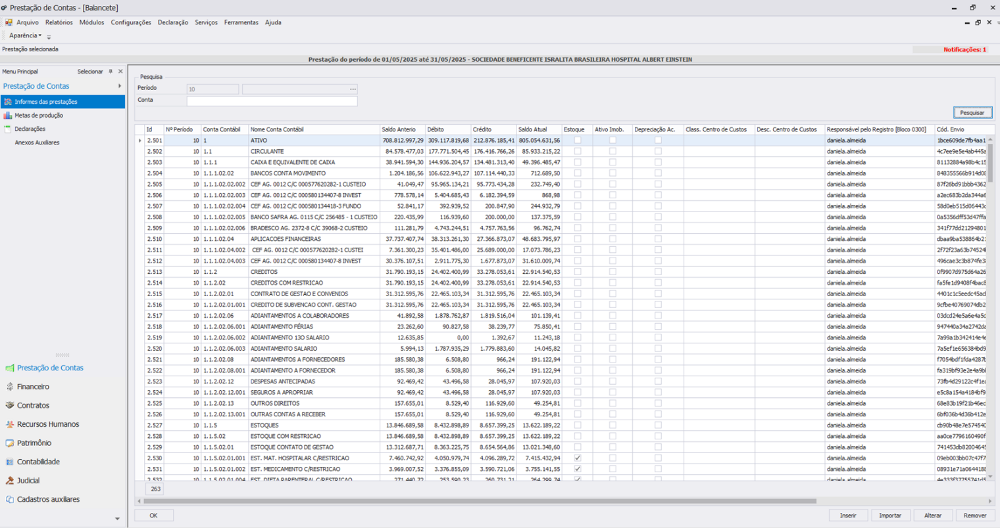 Prestação de Contas - [Balancete]
Arquivo Relatórios Módulos Configurações Declaração Serviços Ferramentas Ajuda
Aparência
Prestação selecionada
Notificações: 1
Prestação do período de 01/05/2025 até 31/05/2025 - SOCIEDADE BENEFICENTE ISRALITA BRASILEIRA HOSPITAL ALBERT EINSTEIN
Menu Principal Selecionar
Prestação de Contas
Informes das prestações
Metas de produção
Declarações
Anexos Auxiliares
Prestação de Contas
Financeiro
Contratos
Recursos Humanos
Patrimônio
Contabilidade
Judicial
Cadastros auxiliares
Pesquisa
Período 10 ...
Conta
Pesquisar
Id Nº Período Conta Contábil Nome Conta Contábil Saldo Anterio Débito Crédito Saldo Atual Estoque Ativo Imob. Depreciação Ac. Class. Centro de Custos Desc. Centro de Custos Responsável pelo Registro [Bloco 0300] Cód. Envio
2.501 10 1 ATIVO 708.812.997,29 309.117.819,68 212.876.185,41 805.054.631,56 daniela.almeida 1bce609de7fb4aa1
2.502 10 1.1 CIRCULANTE 84.578.477,03 177.771.504,45 176.416.766,26 85.933.215,22 daniela.almeida 4c7ee9e5e4ab445a
2.503 10 1.1.1 CAIXA E EQUIVALENTE DE CAIXA 38.941.594,30 144.936.204,57 134.481.313,40 49.396.485,47 daniela.almeida 81132884a98b4c15
2.504 10 1.1.1.02.02 BANCOS CONTA MOVIMENTO 1.204.186,56 106.622.943,27 107.114.440,33 712.689,50 daniela.almeida 848355566b914d08
2.505 10 1.1.1.02.02.002 CEF AG. 0012 C/C 000577620282-1 CUSTEIO 41.049,47 95.965.134,21 95.773.434,28 232.749,40 daniela.almeida 87f26bd91bbb4362
2.506 10 1.1.1.02.02.003 CEF AG. 0012 C/C 000580134407-8 INVEST 778.578,14 5.404.685,43 6.182.394,59 868,98 daniela.almeida a2ec683b2da344a6
2.507 10 1.1.1.02.02.004 CEF AG. 0012 C/C 000580134418-3 FUNDO 52.841,17 392.939,52 200.847,90 244.932,79 daniela.almeida 58d0eb515d06443c
2.508 10 1.1.1.02.02.005 BANCO SAFRA AG. 0115 C/C 256485 - 1 CUSTEIO 220.435,99 116.939,60 200.000,00 137.375,59 daniela.almeida 0a5356dff53d47ffa
2.509 10 1.1.1.02.02.006 BRADESCO AG. 2372-8 C/C 39068-2 CUSTEIO 111.281,79 4.743.244,51 4.757.763,56 96.762,74 daniela.almeida 341f77dd21294801
2.510 10 1.1.1.02.04 APLICACOES FINANCEIRAS 37.737.407,74 38.313.261,30 27.366.873,07 48.683.795,97 daniela.almeida dbaa9ba538864b21
2.511 10 1.1.1.02.04.002 CEF AG. 0012 C/C 000577620282-1 CUSTEI 7.361.300,23 35.401.486,00 25.689.000,00 17.073.786,23 daniela.almeida 2f72f23a63b74524
2.512 10 1.1.1.02.04.003 CEF AG. 0012 C/C 000580134407-8 INVEST 30.376.107,51 2.911.775,30 1.677.873,07 31.610.009,74 daniela.almeida 496cae3c3b874fe3
2.513 10 1.1.2 CREDITOS 31.790.193,15 24.402.400,99 33.278.053,61 22.914.540,53 daniela.almeida 0f9907d975d64a26
2.514 10 1.1.2.02 CREDITOS COM RESTRICAO 31.790.193,15 24.402.400,99 33.278.053,61 22.914.540,53 daniela.almeida fa5fe1d9408f4bac8
2.515 10 1.1.2.02.01 CONTRATO DE GESTAO E CONVENIOS 31.312.595,76 22.465.103,34 31.312.595,76 22.465.103,34 daniela.almeida 4401c1c5eedc45ad
2.516 10 1.1.2.02.01.001 CREDITO DE SUBVENCAO CONT. GESTAO 31.312.595,76 22.465.103,34 31.312.595,76 22.465.103,34 daniela.almeida 9cfbe40769074db2
2.517 10 1.1.2.02.06 ADIANTAMENTOS A COLABORADORES 41.892,58 1.878.762,87 1.819.516,04 101.139,41 daniela.almeida 03dcd24e5a6e4a5c
2.518 10 1.1.2.02.06.001 ADIANTAMENTO FÉRIAS 23.262,60 90.827,58 38.239,77 75.850,41 daniela.almeida 947440a34a2742da
2.519 10 1.1.2.02.06.002 ADIANTAMENTO 13O SALARIO 12.635,85 0,00 1.392,67 11.243,18 daniela.almeida 7a99a1b342414e4e
2.520 10 1.1.2.02.06.003 ADIANTAMENTO SALARIO 5.994,13 1.787.935,29 1.779.883,60 14.045,82 daniela.almeida 7a5ef1e656384bd9
2.521 10 1.1.2.02.08 ADIANTAMENTOS A FORNECEDORES 185.580,38 6.508,80 966,24 191.122,94 daniela.almeida f7054bdf1fda4287b
2.522 10 1.1.2.02.08.001 ADIANTAMENTO A FORNECEDOR 185.580,38 6.508,80 966,24 191.122,94 daniela.almeida fa319bf93e2e4a9b
2.523 10 1.1.2.02.12 DESPESAS ANTECIPADAS 92.469,42 43.496,58 28.045,97 107.920,03 daniela.almeida 73fb4d29122c4f1e
2.524 10 1.1.2.02.12.001 SEGUROS A APROPRIAR 92.469,42 43.496,58 28.045,97 107.920,03 daniela.almeida e5c8a154a4184bf9
2.525 10 1.1.2.02.13 OUTROS DIREITOS 157.655,01 8.529,40 116.929,60 49.254,81 daniela.almeida 68e83b19f21b46ec
2.526 10 1.1.2.02.13.001 OUTRAS CONTAS A RECEBER 157.655,01 8.529,40 116.929,60 49.254,81 daniela.almeida 6bf036b4d36b412e
2.527 10 1.1.5 ESTOQUES 13.846.689,58 8.432.898,89 8.657.399,25 13.622.189,22 daniela.almeida cb90b48e7e574540
2.528 10 1.1.5.02 ESTOQUE COM RESTRICAO 13.846.689,58 8.432.898,89 8.657.399,25 13.622.189,22 daniela.almeida aa0ce7796160490f
2.529 10 1.1.5.02.01 ESTOQUE CONTATO DE GESTAO 13.312.687,71 8.363.225,75 8.654.564,86 13.021.348,60 daniela.almeida 741453db82004645
2.530 10 1.1.5.02.01.001 EST. MAT. HOSPITALAR C/RESTRICAO 7.460.742,92 4.050.979,74 4.096.289,72 7.415.432,94 daniela.almeida 09eb003bb07c47f7
2.531 10 1.1.5.02.01.002 EST. MEDICAMENTO C/RESTRICAO 3.969.007,52 3.376.855,09 3.590.721,06 3.755.141,55 daniela.almeida 08931e71a0644188
2.532 10 1.1.5.02.01.004 EST. DIETA PARENTERAL C/RESTRICAO 271.440,72 253.590,23 260.731,21 264.299,74 daniela.almeida 4e333f37755741d5
263
OK Inserir Importar Alterar Remover